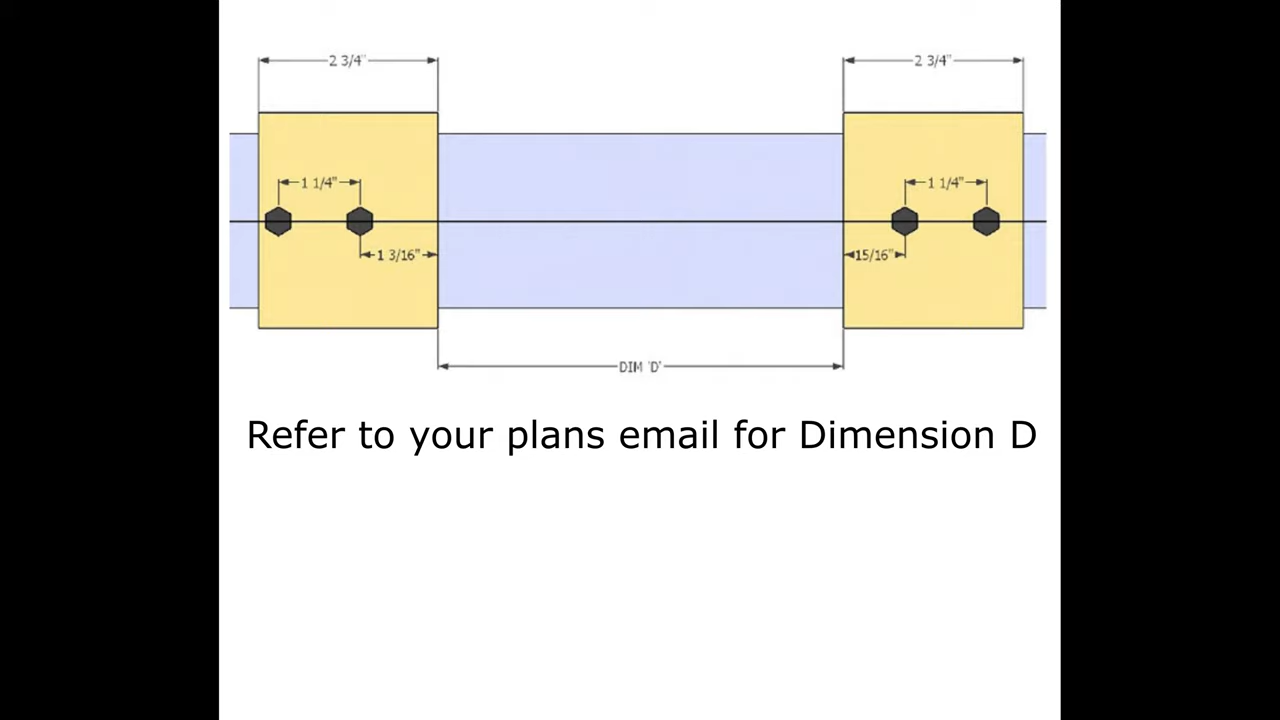 2 3/4" 2 3/4"
1 1/4" 1 1/4"
1 3/16" 15/16"
DIM 'D'
Refer to your plans email for Dimension D